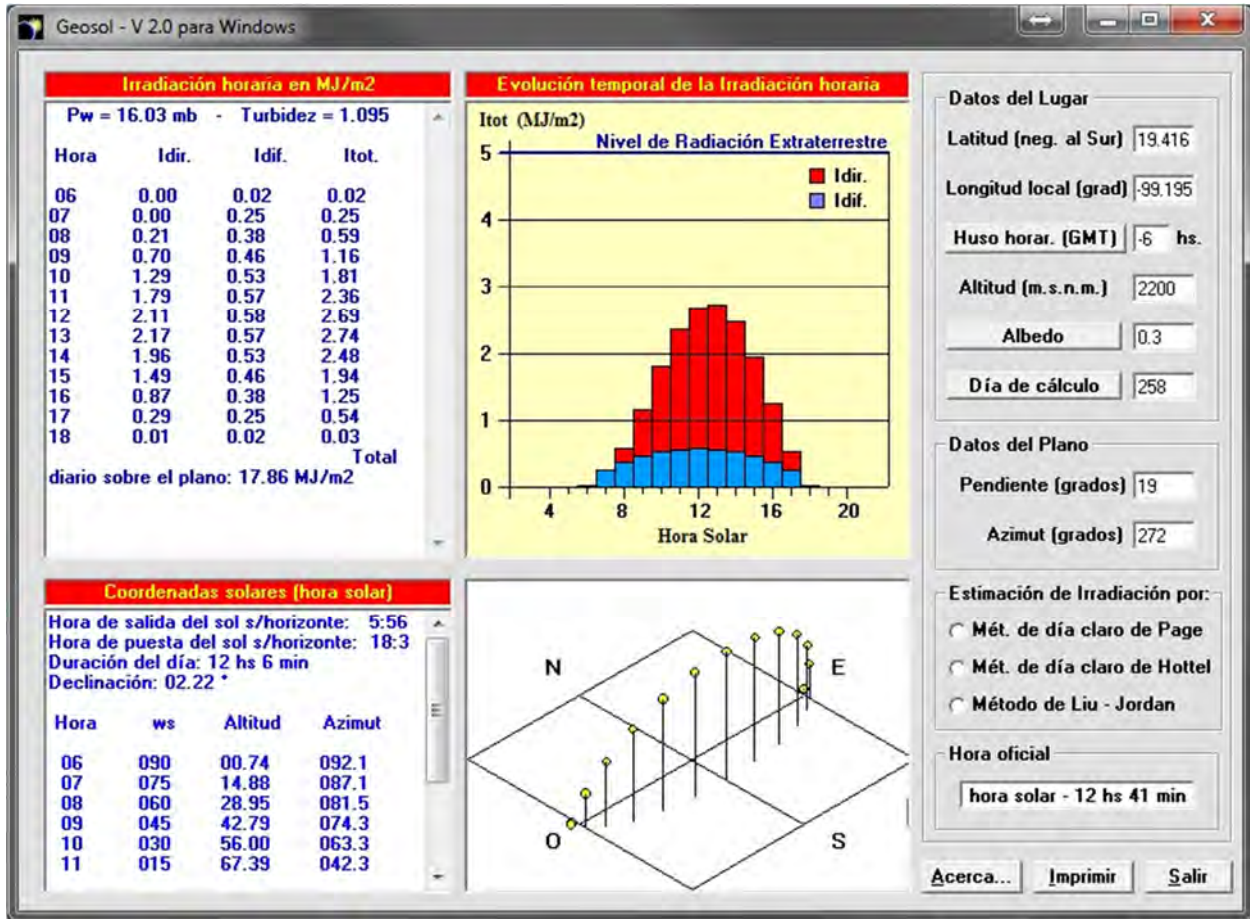 Geosol - V 2.0 para Windows
Irradiación horaria en MJ/m2
Pw = 16.03 mb - Turbidez = 1.095
Hora Idir. Idif. Itot.
06 0.00 0.02 0.02
07 0.00 0.25 0.25
08 0.21 0.38 0.59
09 0.70 0.46 1.16
10 1.29 0.53 1.81
11 1.79 0.57 2.36
12 2.11 0.58 2.69
13 2.17 0.57 2.74
14 1.96 0.53 2.48
15 1.49 0.46 1.94
16 0.87 0.38 1.25
17 0.29 0.25 0.54
18 0.01 0.02 0.03
Total
diario sobre el plano: 17.86 MJ/m2
Evolución temporal de la Irradiación horaria
Itot (MJ/m2)
Nivel de Radiación Extraterrestre
Idir.
Idif.
5
4
3
2
1
0
4 8 12 16 20
Hora Solar
Coordenadas solares (hora solar)
Hora de salida del sol s/horizonte: 5:56
Hora de puesta del sol s/horizonte: 18:3
Duración del día: 12 hs 6 min
Declinación: 02.22 °
Hora ws Altitud Azimut
06 090 00.74 092.1
07 075 14.88 087.1
08 060 28.95 081.5
09 045 42.79 074.3
10 030 56.00 063.3
11 015 67.39 042.3
N E
O S
Datos del Lugar
Latitud (neg. al Sur) 19.416
Longitud local (grad) -99.195
Huso horar. (GMT) -6 hs.
Altitud (m.s.n.m.) 2200
Albedo 0.3
Día de cálculo 258
Datos del Plano
Pendiente (grados) 19
Azimut (grados) 272
Estimación de Irradiación por:
Mét. de día claro de Page
Mét. de día claro de Hottel
Método de Liu - Jordan
Hora oficial
hora solar - 12 hs 41 min
Acerca... Imprimir Salir